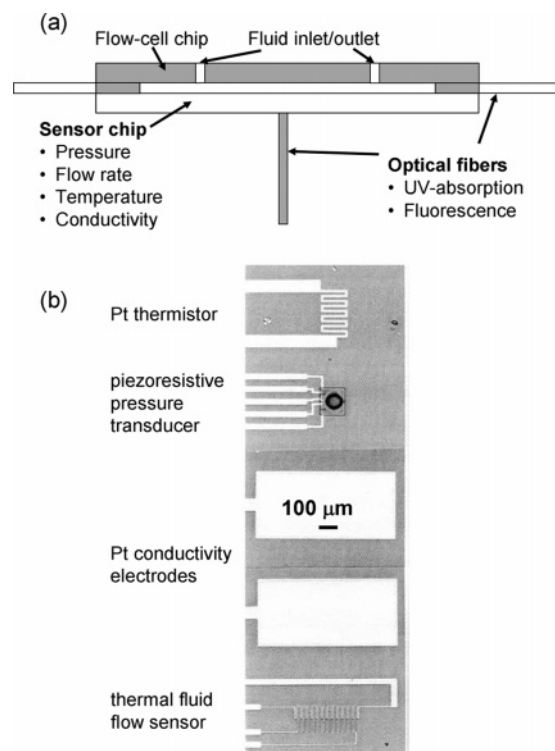 (a)
Flow-cell chip
Fluid inlet/outlet
Sensor chip
• Pressure
• Flow rate
• Temperature
• Conductivity
Optical fibers
• UV-absorption
• Fluorescence
(b)
Pt thermistor
piezoresistive
pressure
transducer
100 μm
Pt conductivity
electrodes
thermal fluid
flow sensor